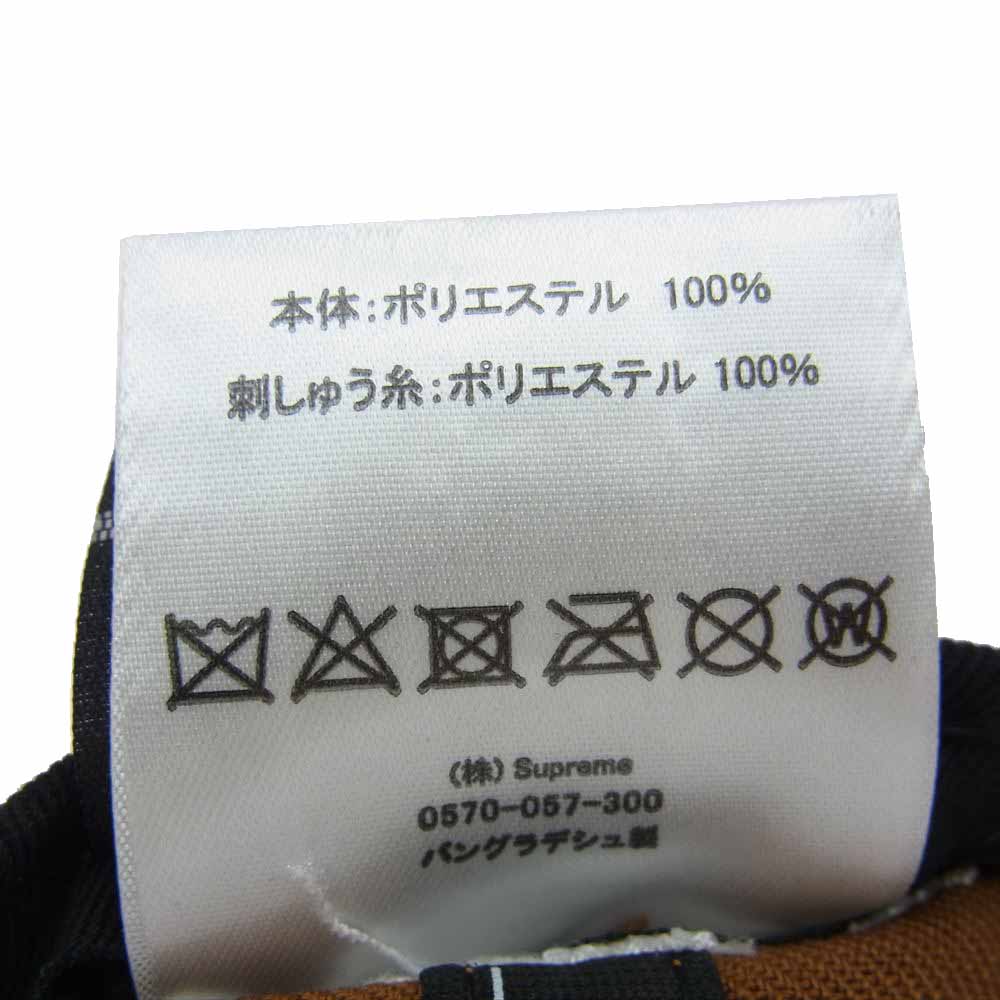 本体:ポリエステル 100%
刺しゅう糸:ポリエステル 100%
W
(株) Supreme
0570-057-300
バングラデシュ製